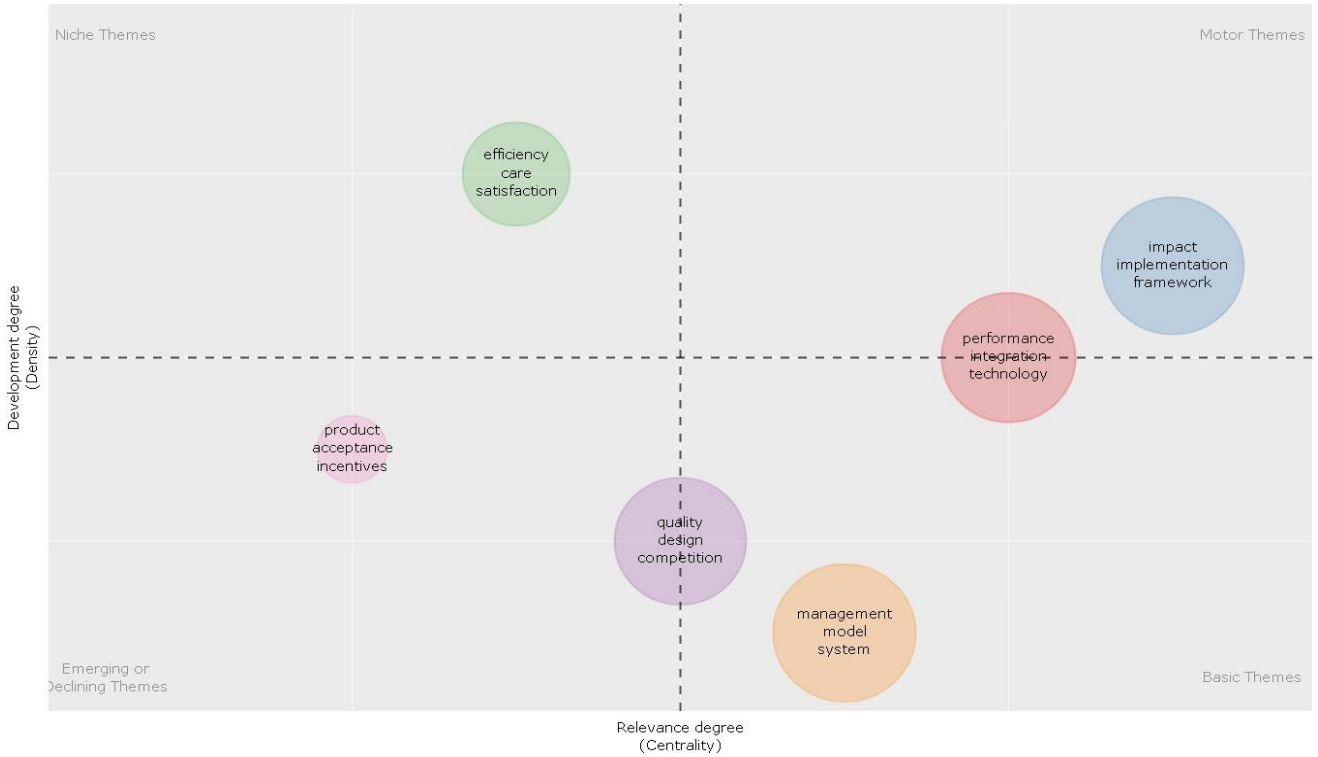 Niche Themes
Motor Themes
efficiency
care
satisfaction
impact
implementation
framework
performance
integration
technology
Development degree
(Density)
product
acceptance
incentives
quality
design
competition
management
model
system
Emerging or
Declining Themes
Basic Themes
Relevance degree
(Centrality)